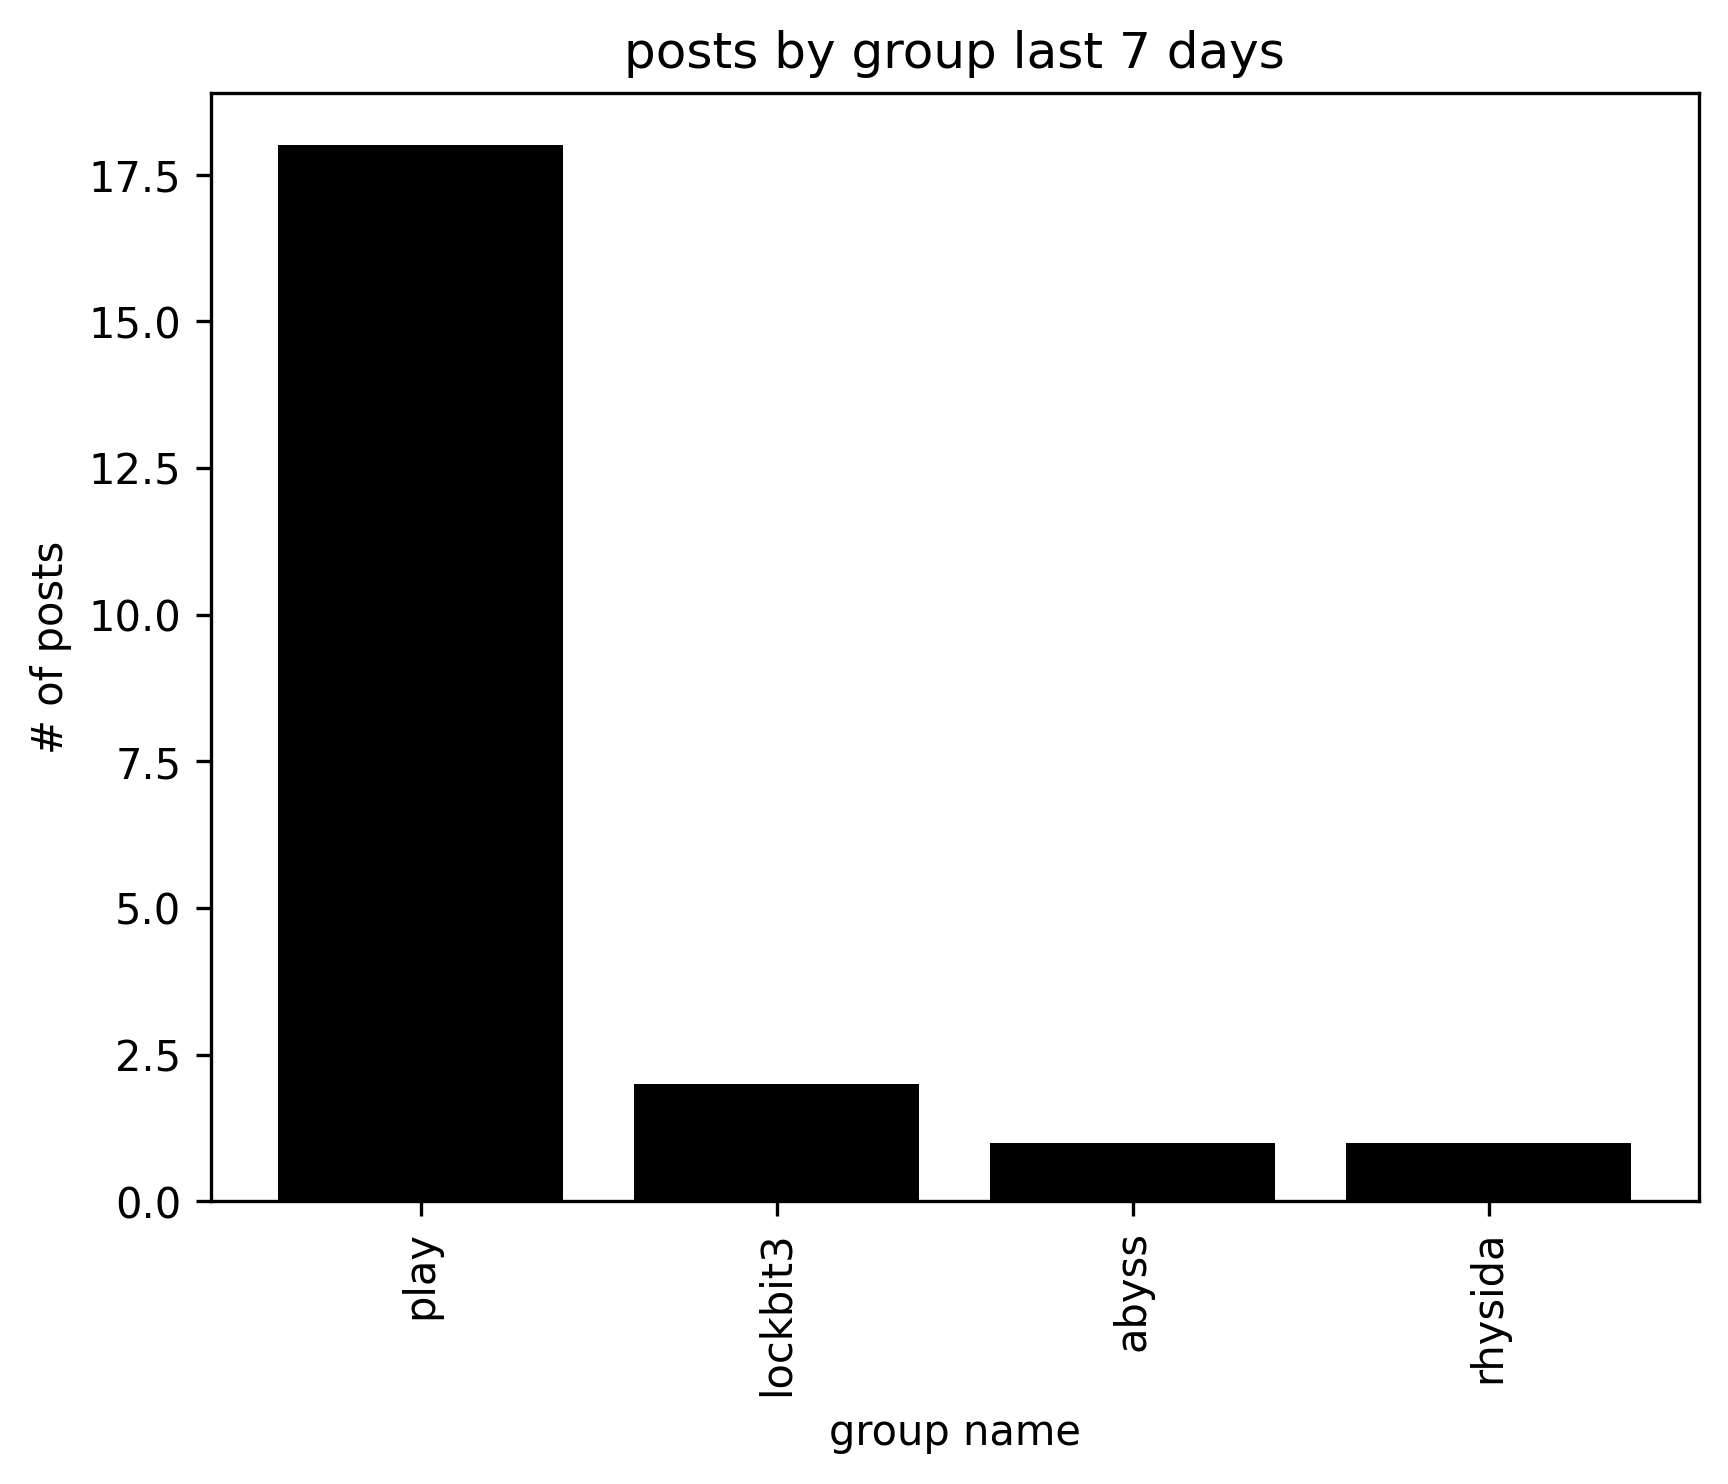 posts by group last 7 days
# of posts
17.5
15.0
12.5
10.0
7.5
5.0
2.5
0.0
play
lockbit3
abyss
rhysida
group name